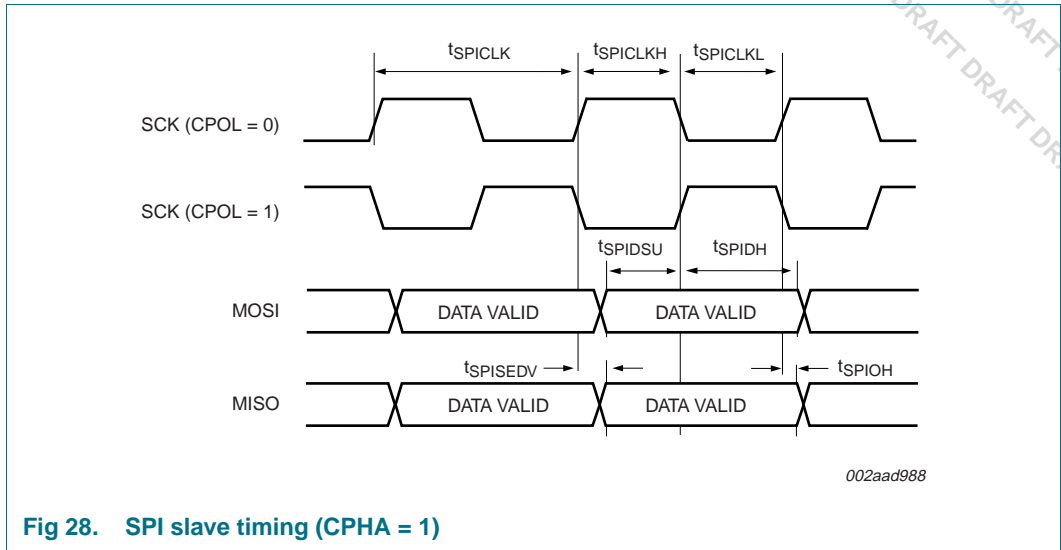 DRAFT DRAFT DRAFT
DRAFT
tSPICLK tSPICLKH tSPICLKL
SCK (CPOL = 0)
SCK (CPOL = 1)
tSPIDSU tSPIDH
MOSI DATA VALID DATA VALID
tSPISEDV tSPIOH
MISO DATA VALID DATA VALID
002aad988
Fig 28. SPI slave timing (CPHA = 1)